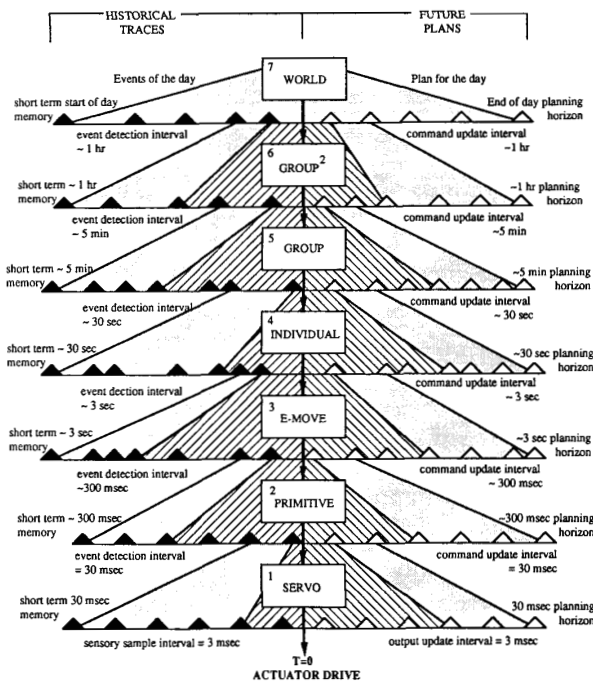 HISTORICAL
TRACES
FUTURE
PLANS
7
WORLD
Events of the day
Plan for the day
short term start of day
memory
End of day planning
horizon
event detection interval
~ 1 hr
command update interval
~1 hr
6
GROUP²
short term ~ 1 hr
memory
~1 hr planning
horizon
event detection interval
~ 5 min
command update interval
~5 min
5
GROUP
short term ~ 5 min
memory
~5 min planning
horizon
event detection interval
~ 30 sec
command update interval
~ 30 sec
4
INDIVIDUAL
short term ~ 30 sec
memory
~30 sec planning
horizon
event dection interval
~ 3 sec
command update interval
~ 3 sec
3
E-MOVE
short term ~ 3 sec
memory
~3 sec planning
horizon
event detection interval
~300 msec
command update interval
~ 300 msec
2
PRIMITIVE
short term ~ 300 msec
memory
~300 msec planning
horizon
event detection interval
= 30 msec
command update interval
= 30 msec
1
SERVO
short term 30 msec
memory
30 msec planning
horizon
sensory sample interval = 3 msec
output update interval = 3 msec
T=0
ACTUATOR DRIVE